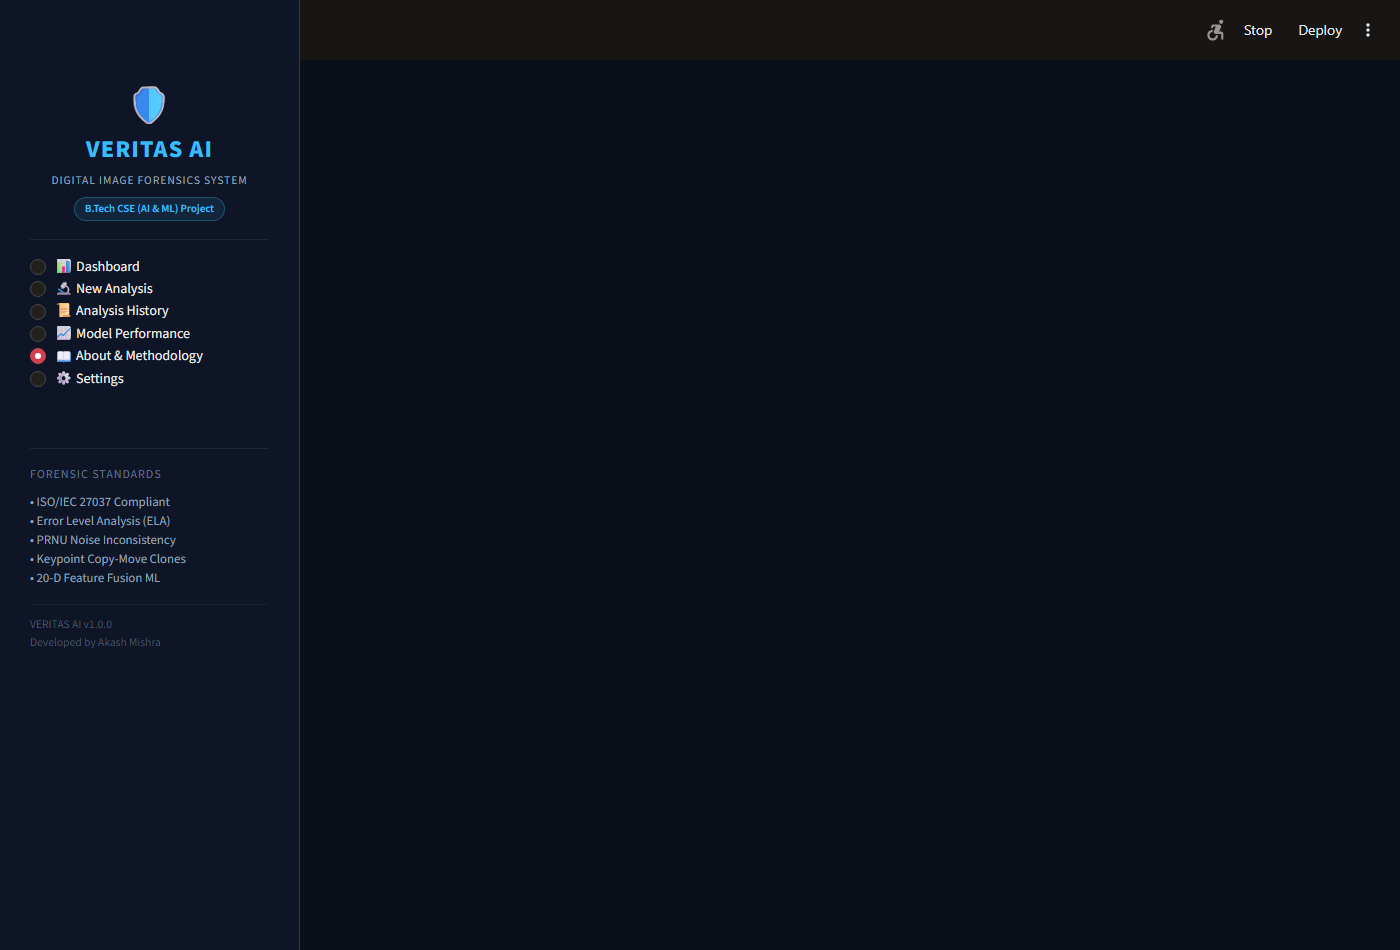 Stop
Deploy
VERITAS AI
DIGITAL IMAGE FORENSICS SYSTEM
B.Tech CSE (AI & ML) Project
Dashboard
New Analysis
Analysis History
Model Performance
About & Methodology
Settings
FORENSIC STANDARDS
• ISO/IEC 27037 Compliant
• Error Level Analysis (ELA)
• PRNU Noise Inconsistency
• Keypoint Copy-Move Clones
• 20-D Feature Fusion ML
VERITAS AI v1.0.0
Developed by Akash Mishra